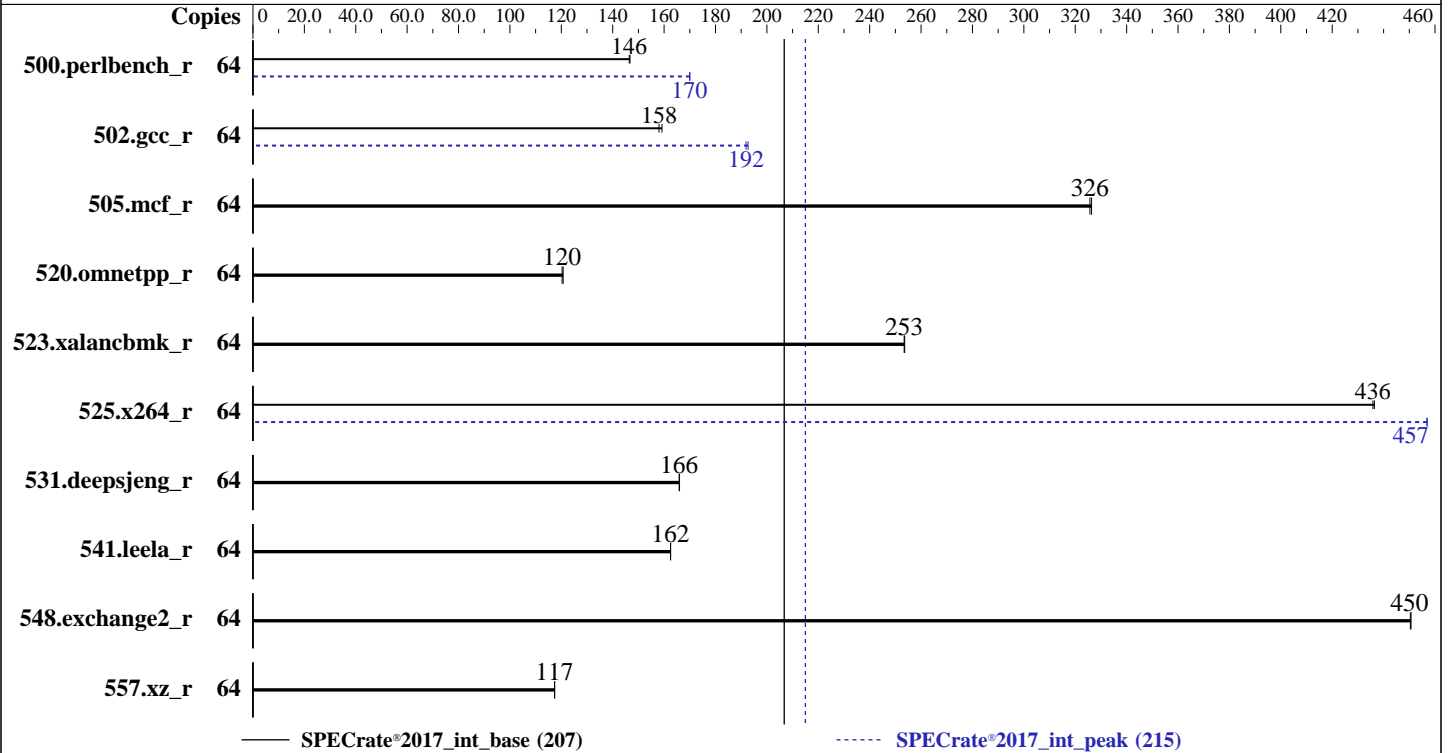 Copies 0 20.0 40.0 60.0 80.0 100 120 140 160 180 200 220 240 260 280 300 320 340 360 380 400 420 460
500.perlbench_r 64 146
170
502.gcc_r 64 158
192
505.mcf_r 64 326
520.omnetpp_r 64 120
523.xalancbmk_r 64 253
525.x264_r 64 436
457
531.deepsjeng_r 64 166
541.leela_r 64 162
548.exchange2_r 64 450
557.xz_r 64 117
SPECrate®2017_int_base (207) SPECrate®2017_int_peak (215)